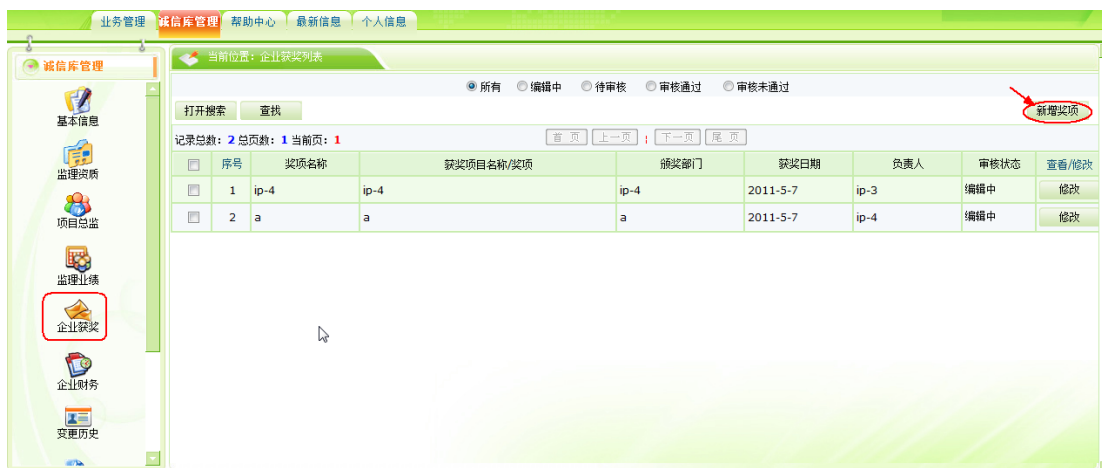 业务管理 诚信库管理 帮助中心 最新信息 个人信息
诚信库管理
当前位置：企业获奖列表
所有 编辑中 待审核 审核通过 审核未通过
打开搜索 查找 新增奖项
记录总数：2 总页数：1 当前页：1 首 页 上一页 1 下一页 尾 页
序号 奖项名称 获奖项目名称/奖项 颁奖部门 获奖日期 负责人 审核状态 查看/修改
1 ip-4 ip-4 ip-4 2011-5-7 ip-3 编辑中 修改
2 a a a 2011-5-7 ip-4 编辑中 修改
基本信息
监理资质
项目总监
监理业绩
企业获奖
企业财务
变更历史